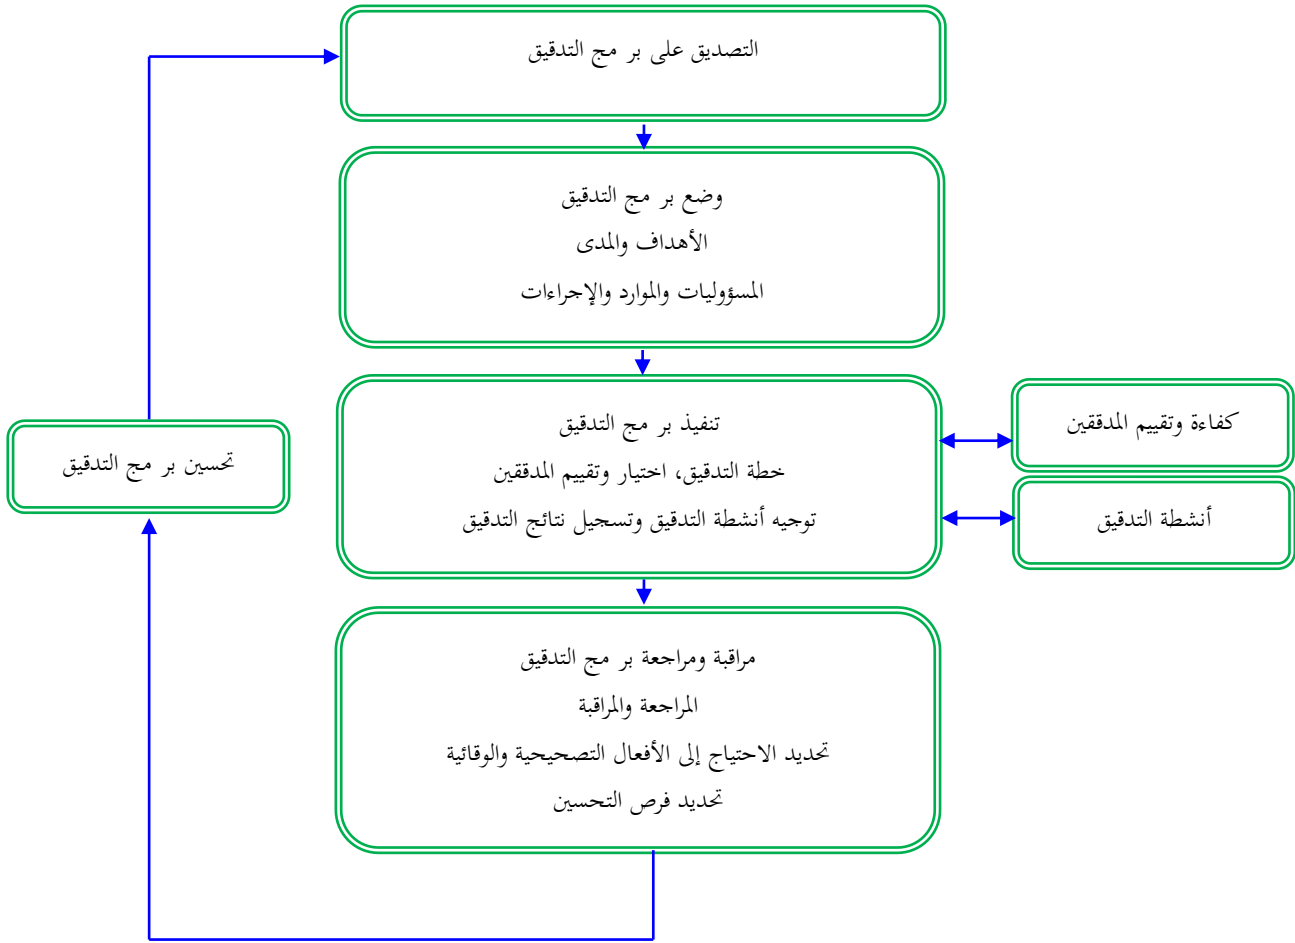 التصديق على بر مج التدقيق
وضع بر مج التدقيق
الأهداف والمدى
المسؤوليات والموارد والإجراءات
تنفيذ بر مج التدقيق
خطة التدقيق، اختيار وتقييم المدققين
توجيه أنشطة التدقيق وتسجيل نتائج التدقيق
كفاءة وتقييم المدققين
أنشطة التدقيق
تحسين بر مج التدقيق
مراقبة ومراجعة بر مج التدقيق
المراجعة والمراقبة
تحديد الاحتياج إلى الأفعال التصحيحية والوقائية
تحديد فرص التحسين